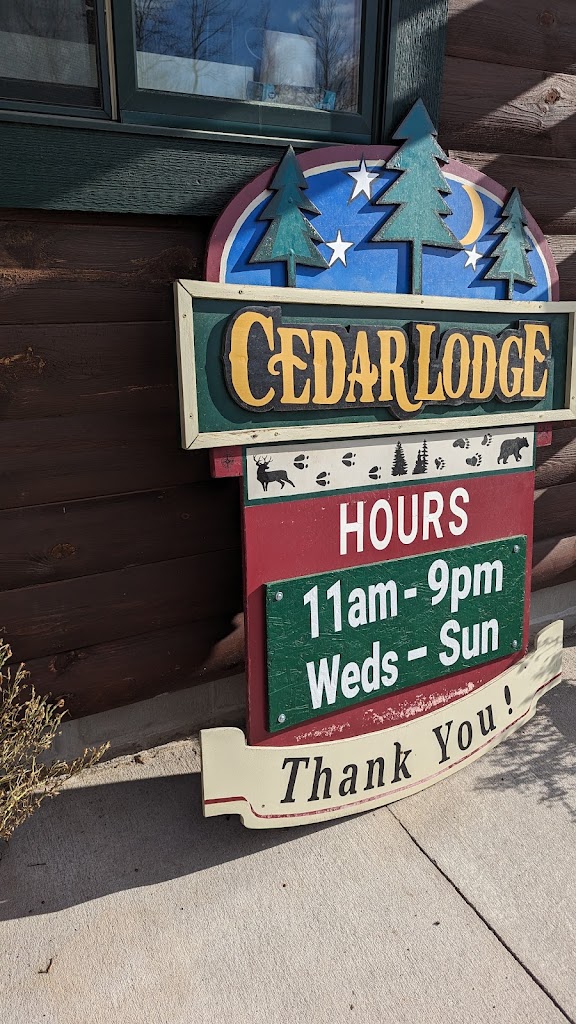 CEDAR LODGE
HOURS
11am - 9pm
Weds - Sun
Thank You!